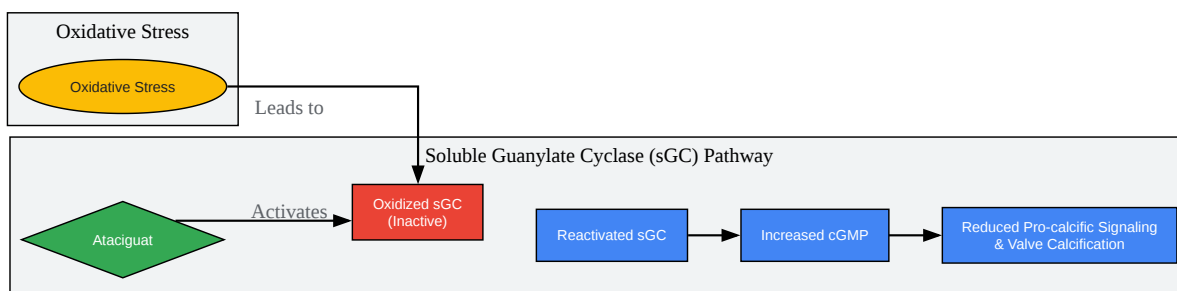 Oxidative Stress
Oxidative Stress
Leads to
Soluble Guanylate Cyclase (sGC) Pathway
Ataciguat
Activates
Oxidized sGC
(Inactive)
Reactivated sGC
Increased cGMP
Reduced Pro-calcific Signaling
& Valve Calcification